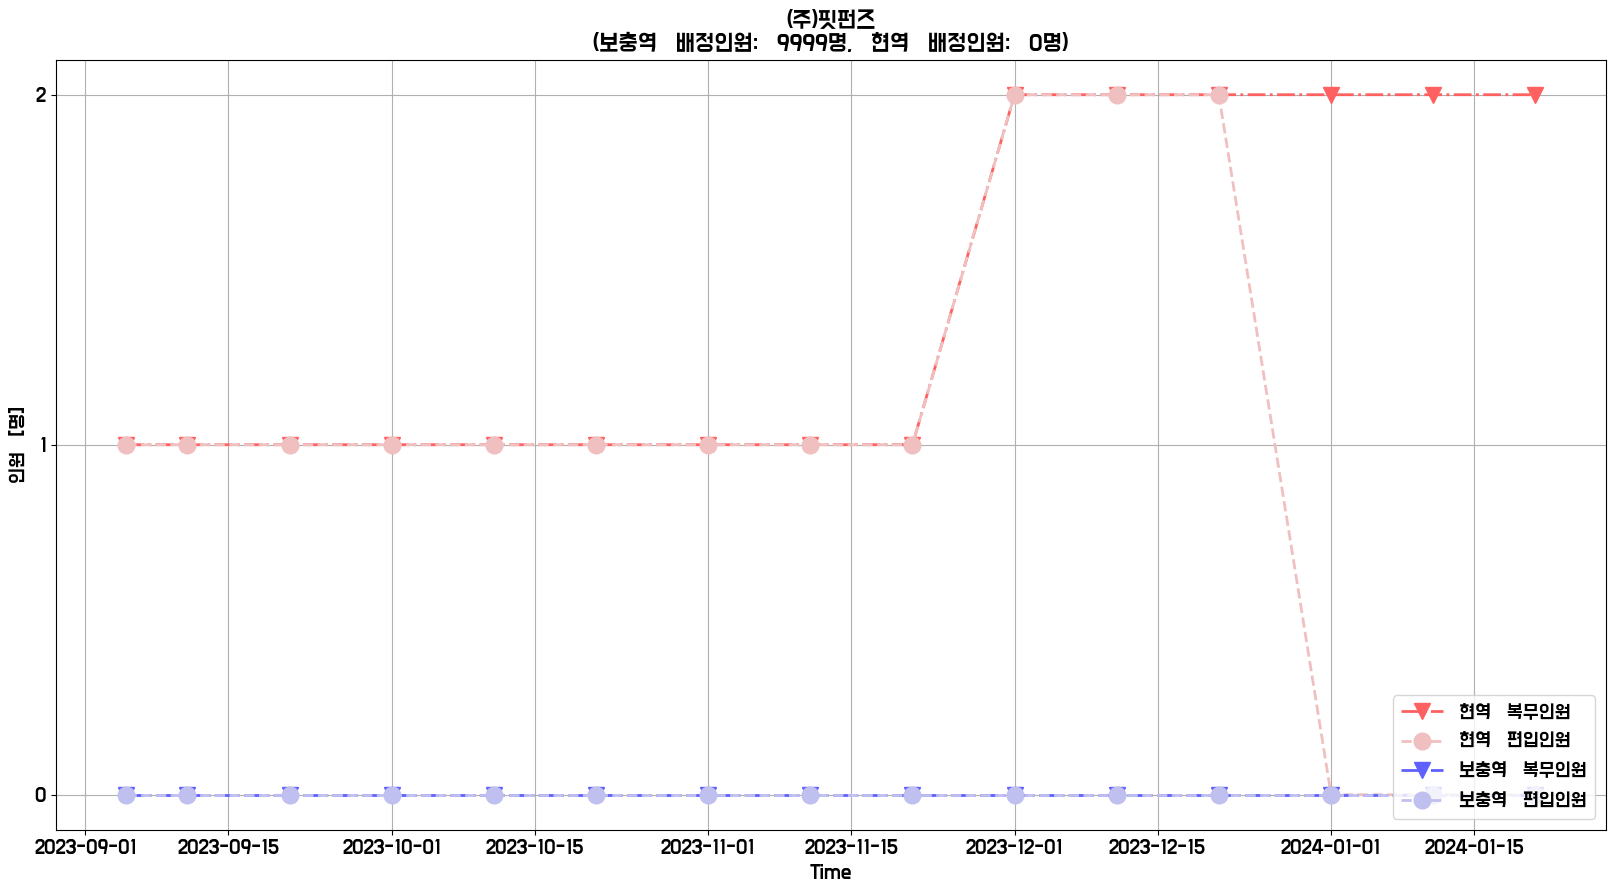 (주)핏펀즈
(보충역 배정인원: 9999명, 현역 배정인원: 0명)
인원 [명]
2
1
0
2023-09-01 2023-09-15 2023-10-01 2023-10-15 2023-11-01 2023-11-15 2023-12-01 2023-12-15 2024-01-01 2024-01-15
Time
현역 복무인원
현역 편입인원
보충역 복무인원
보충역 편입인원